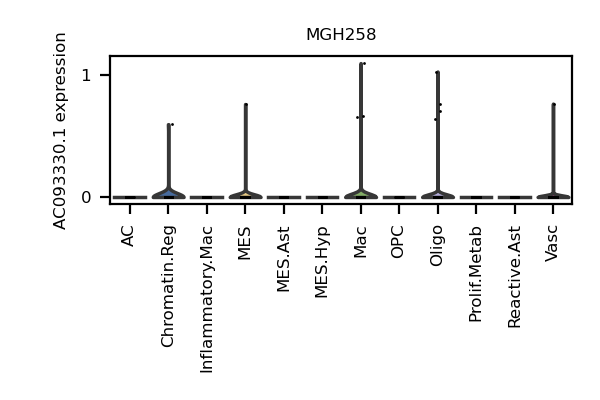 MGH258
AC093330.1 expression
1
0
AC
Chromatin.Reg
Inflammatory.Mac
MES
MES.Ast
MES.Hyp
Mac
OPC
Oligo
Prolif.Metab
Reactive.Ast
Vasc